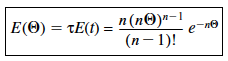 E(Θ) = τE(t) = n(nΘ)ⁿ⁻¹ / (n − 1)! e⁻ⁿᶿ